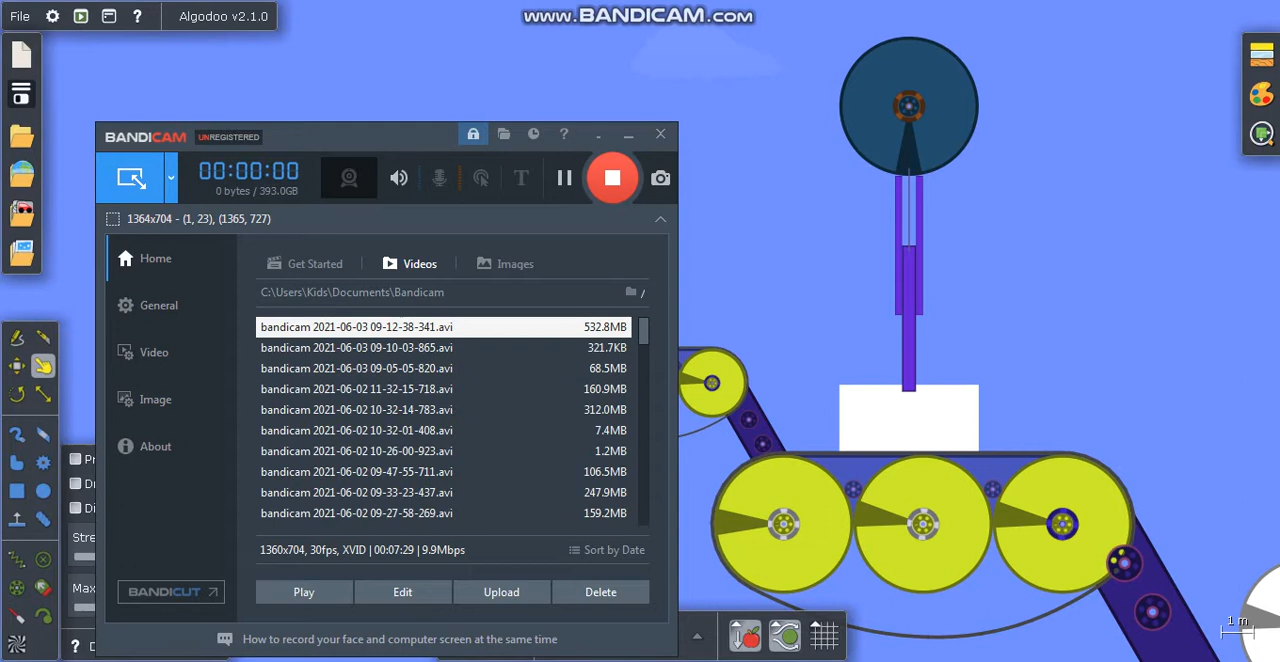 File ? Algodoo v2.1.0
www.BANDICAM.com
BANDICAM UNREGISTERED ?
00:00:00
0 bytes / 393.0GB
T
1364x704 - (1, 23), (1365, 727)
Home
General
Video
Image
About
Get Started Videos Images
C:\Users\Kids\Documents\Bandicam /
bandicam 2021-06-03 09-12-38-341.avi 532.8MB
bandicam 2021-06-03 09-10-03-865.avi 321.7KB
bandicam 2021-06-03 09-05-05-820.avi 68.5MB
bandicam 2021-06-02 11-32-15-718.avi 160.9MB
bandicam 2021-06-02 10-32-14-783.avi 312.0MB
bandicam 2021-06-02 10-32-01-408.avi 7.4MB
bandicam 2021-06-02 10-26-00-923.avi 1.2MB
bandicam 2021-06-02 09-47-55-711.avi 106.5MB
bandicam 2021-06-02 09-33-23-437.avi 247.9MB
bandicam 2021-06-02 09-27-58-269.avi 159.2MB
1360x704, 30fps, XVID | 00:07:29 | 9.9Mbps Sort by Date
BANDICUT
Play Edit Upload Delete
How to record your face and computer screen at the same time
Pr
Dr
Di
Stre
Max
?
1 m